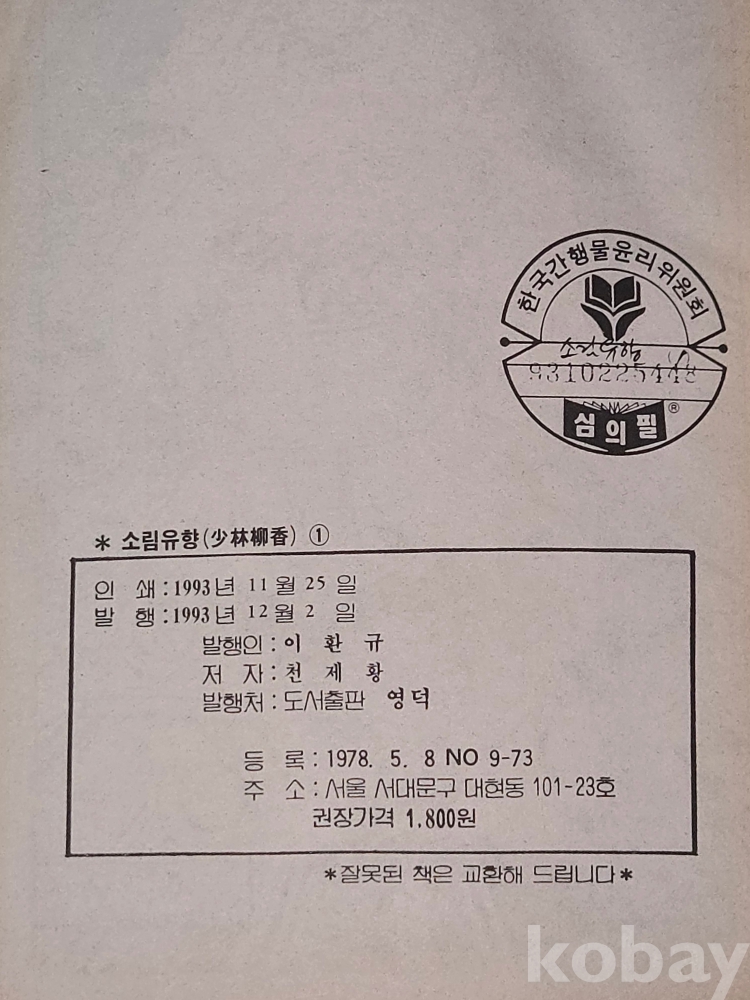 한국간행물윤리위원회
소림유향 (1)
9310225448
심의필 ®
* 소림유향(少林柳香) ①
인 쇄 : 1993년 11월 25일
발 행 : 1993년 12월 2일
발행인 : 이 환 규
저 자 : 천 제 황
발행처 : 도서출판 영덕
등 록 : 1978. 5. 8 NO 9-73
주 소 : 서울 서대문구 대현동 101-23호
권장가격 1.800원
*잘못된 책은 교환해 드립니다*
kobay